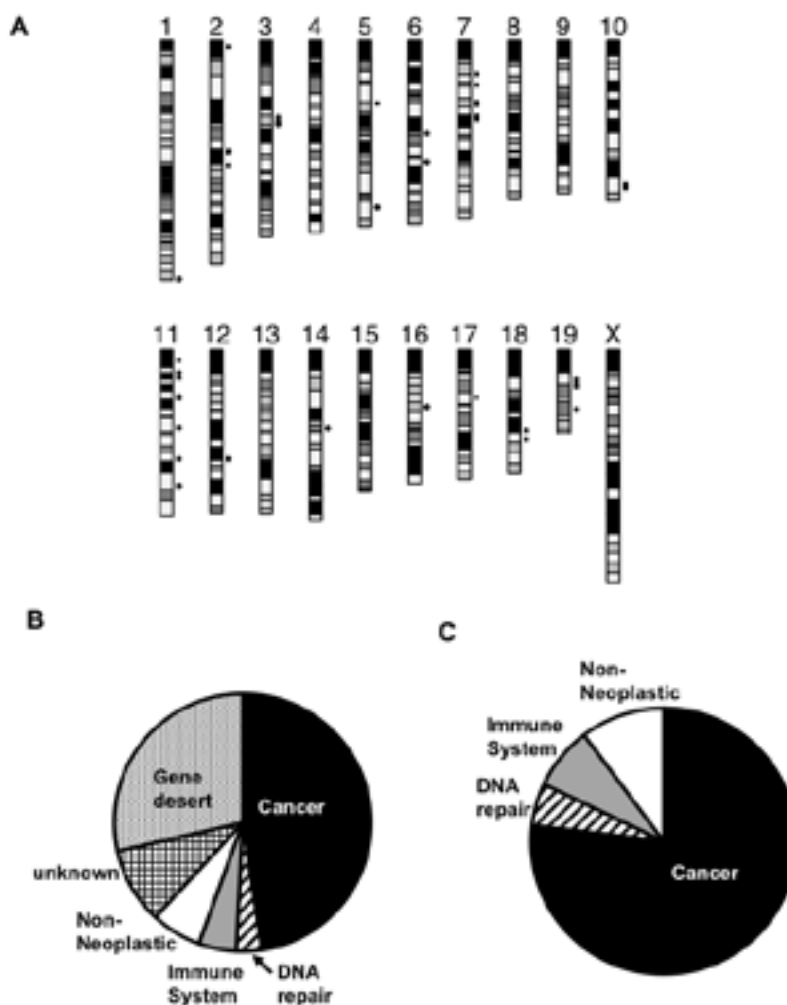 A
1 2 3 4 5 6 7 8 9 10
11 12 13 14 15 16 17 18 19 X
B
Gene
desert
Cancer
unknown
Non-
Neoplastic
Immune
System
DNA
repair
C
Non-
Neoplastic
Immune
System
DNA
repair
Cancer